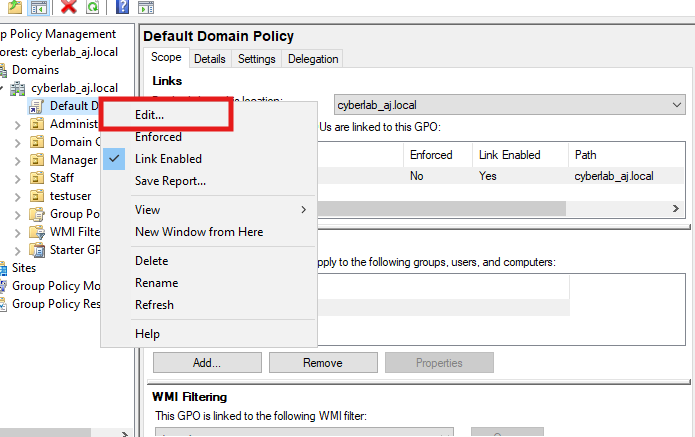 p Policy Management
orest: cyberlab_aj.local
Domains
cyberlab_aj.local
Default D
Administ
Domain C
Manager
Staff
testuser
Group Po
WMI Filte
Starter GP
Sites
Group Policy Mo
Group Policy Res
Edit...
Enforced
Link Enabled
Save Report...
View
New Window from Here
Delete
Rename
Refresh
Help
Default Domain Policy
Scope Details Settings Delegation
Links
cyberlab_aj.local
Us are linked to this GPO:
Enforced Link Enabled Path
No Yes cyberlab_aj.local
pply to the following groups, users, and computers:
Add... Remove Properties
WMI Filtering
This GPO is linked to the following WMI filter: